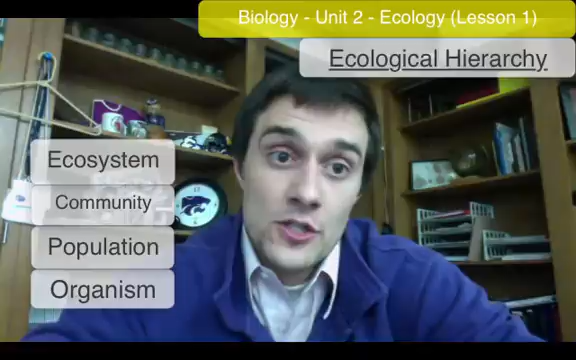 Biology - Unit 2 - Ecology (Lesson 1)
Ecological Hierarchy
Ecosystem
Community
Population
Organism